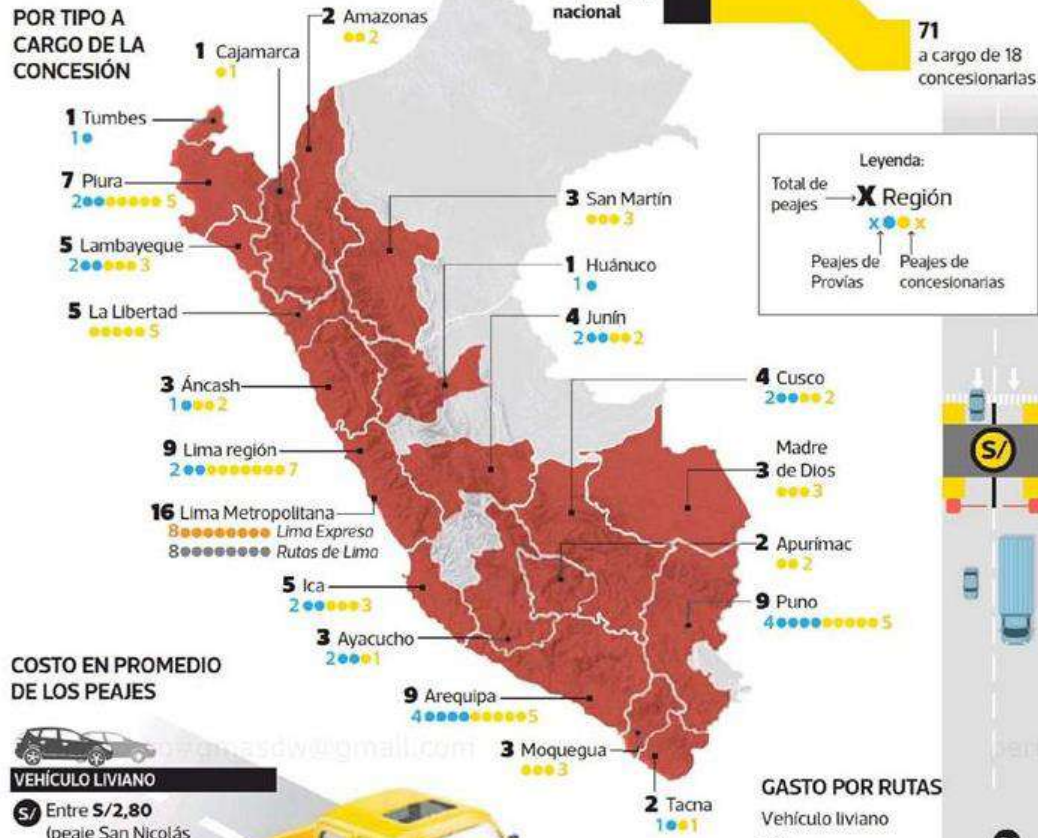 POR TIPO A
CARGO DE LA
CONCESIÓN
nacional
71
a cargo de 18
concesionarias
2 Amazonas
2
1 Cajamarca
1
1 Tumbes
1
7 Piura
2 5
5 Lambayeque
2 3
5 La Libertad
5
3 Áncash
1 2
9 Lima región
2 7
16 Lima Metropolitana
8 Lima Expresa
8 Rutas de Lima
5 Ica
2 3
3 Ayacucho
2 1
9 Arequipa
4 5
3 Moquegua
3
2 Tacna
1 1
3 San Martín
3
1 Huánuco
1
4 Junín
2 2
4 Cusco
2 2
Madre
3 de Dios
3
2 Apurímac
2
9 Puno
4 5
Leyenda:
Total de
peajes
X Región
x x
Peajes de
Provías
Peajes de
concesionarias
S/
COSTO EN PROMEDIO
DE LOS PEAJES
VEHÍCULO LIVIANO
S/ Entre S/2,80
(peaje San Nicolás
GASTO POR RUTAS
Vehículo liviano